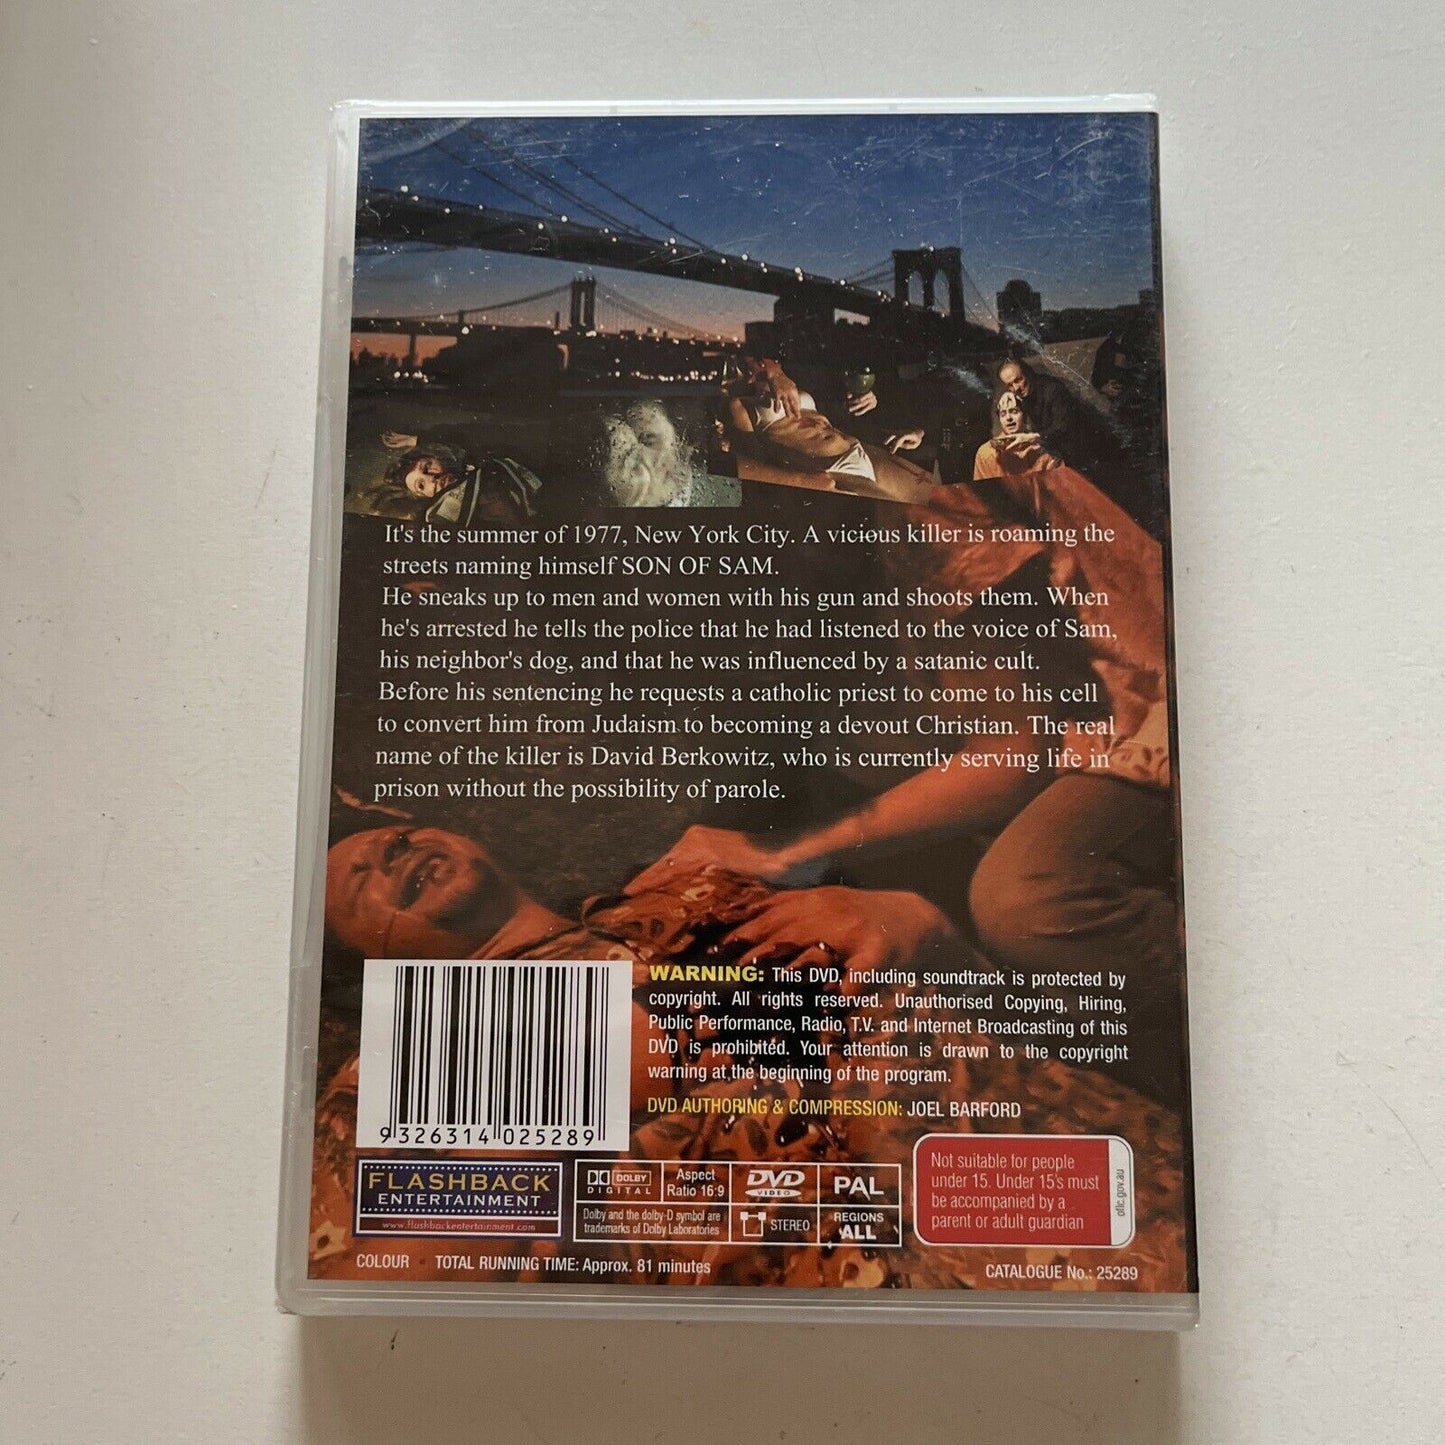 It's the summer of 1977, New York City. A vicious killer is roaming the
streets naming himself SON OF SAM.
He sneaks up to men and women with his gun and shoots them. When
he's arrested he tells the police that he had listened to the voice of Sam,
his neighbor's dog, and that he was influenced by a satanic cult.
Before his sentencing he requests a catholic priest to come to his cell
to convert him from Judaism to becoming a devout Christian. The real
name of the killer is David Berkowitz, who is currently serving life in
prison without the possibility of parole.
WARNING: This DVD, including soundtrack is protected by
copyright. All rights reserved. Unauthorised Copying, Hiring,
Public Performance, Radio, T.V. and Internet Broadcasting of this
DVD is prohibited. Your attention is drawn to the copyright
warning at the beginning of the program.
DVD AUTHORING & COMPRESSION: JOEL BARFORD
9 326314 025289
FLASHBACK
ENTERTAINMENT
www.flashbackentertainment.com
DOLBY
DIGITAL
Aspect
Ratio 16:9
DVD
VIDEO
PAL
Dolby and the dolby-D symbol are
trademarks of Dolby Laboratories
STEREO
REGIONS
ALL
Not suitable for people
under 15. Under 15's must
be accompanied by a
parent or adult guardian
oflc.gov.au
COLOUR TOTAL RUNNING TIME: Approx. 81 minutes
CATALOGUE No.: 25289